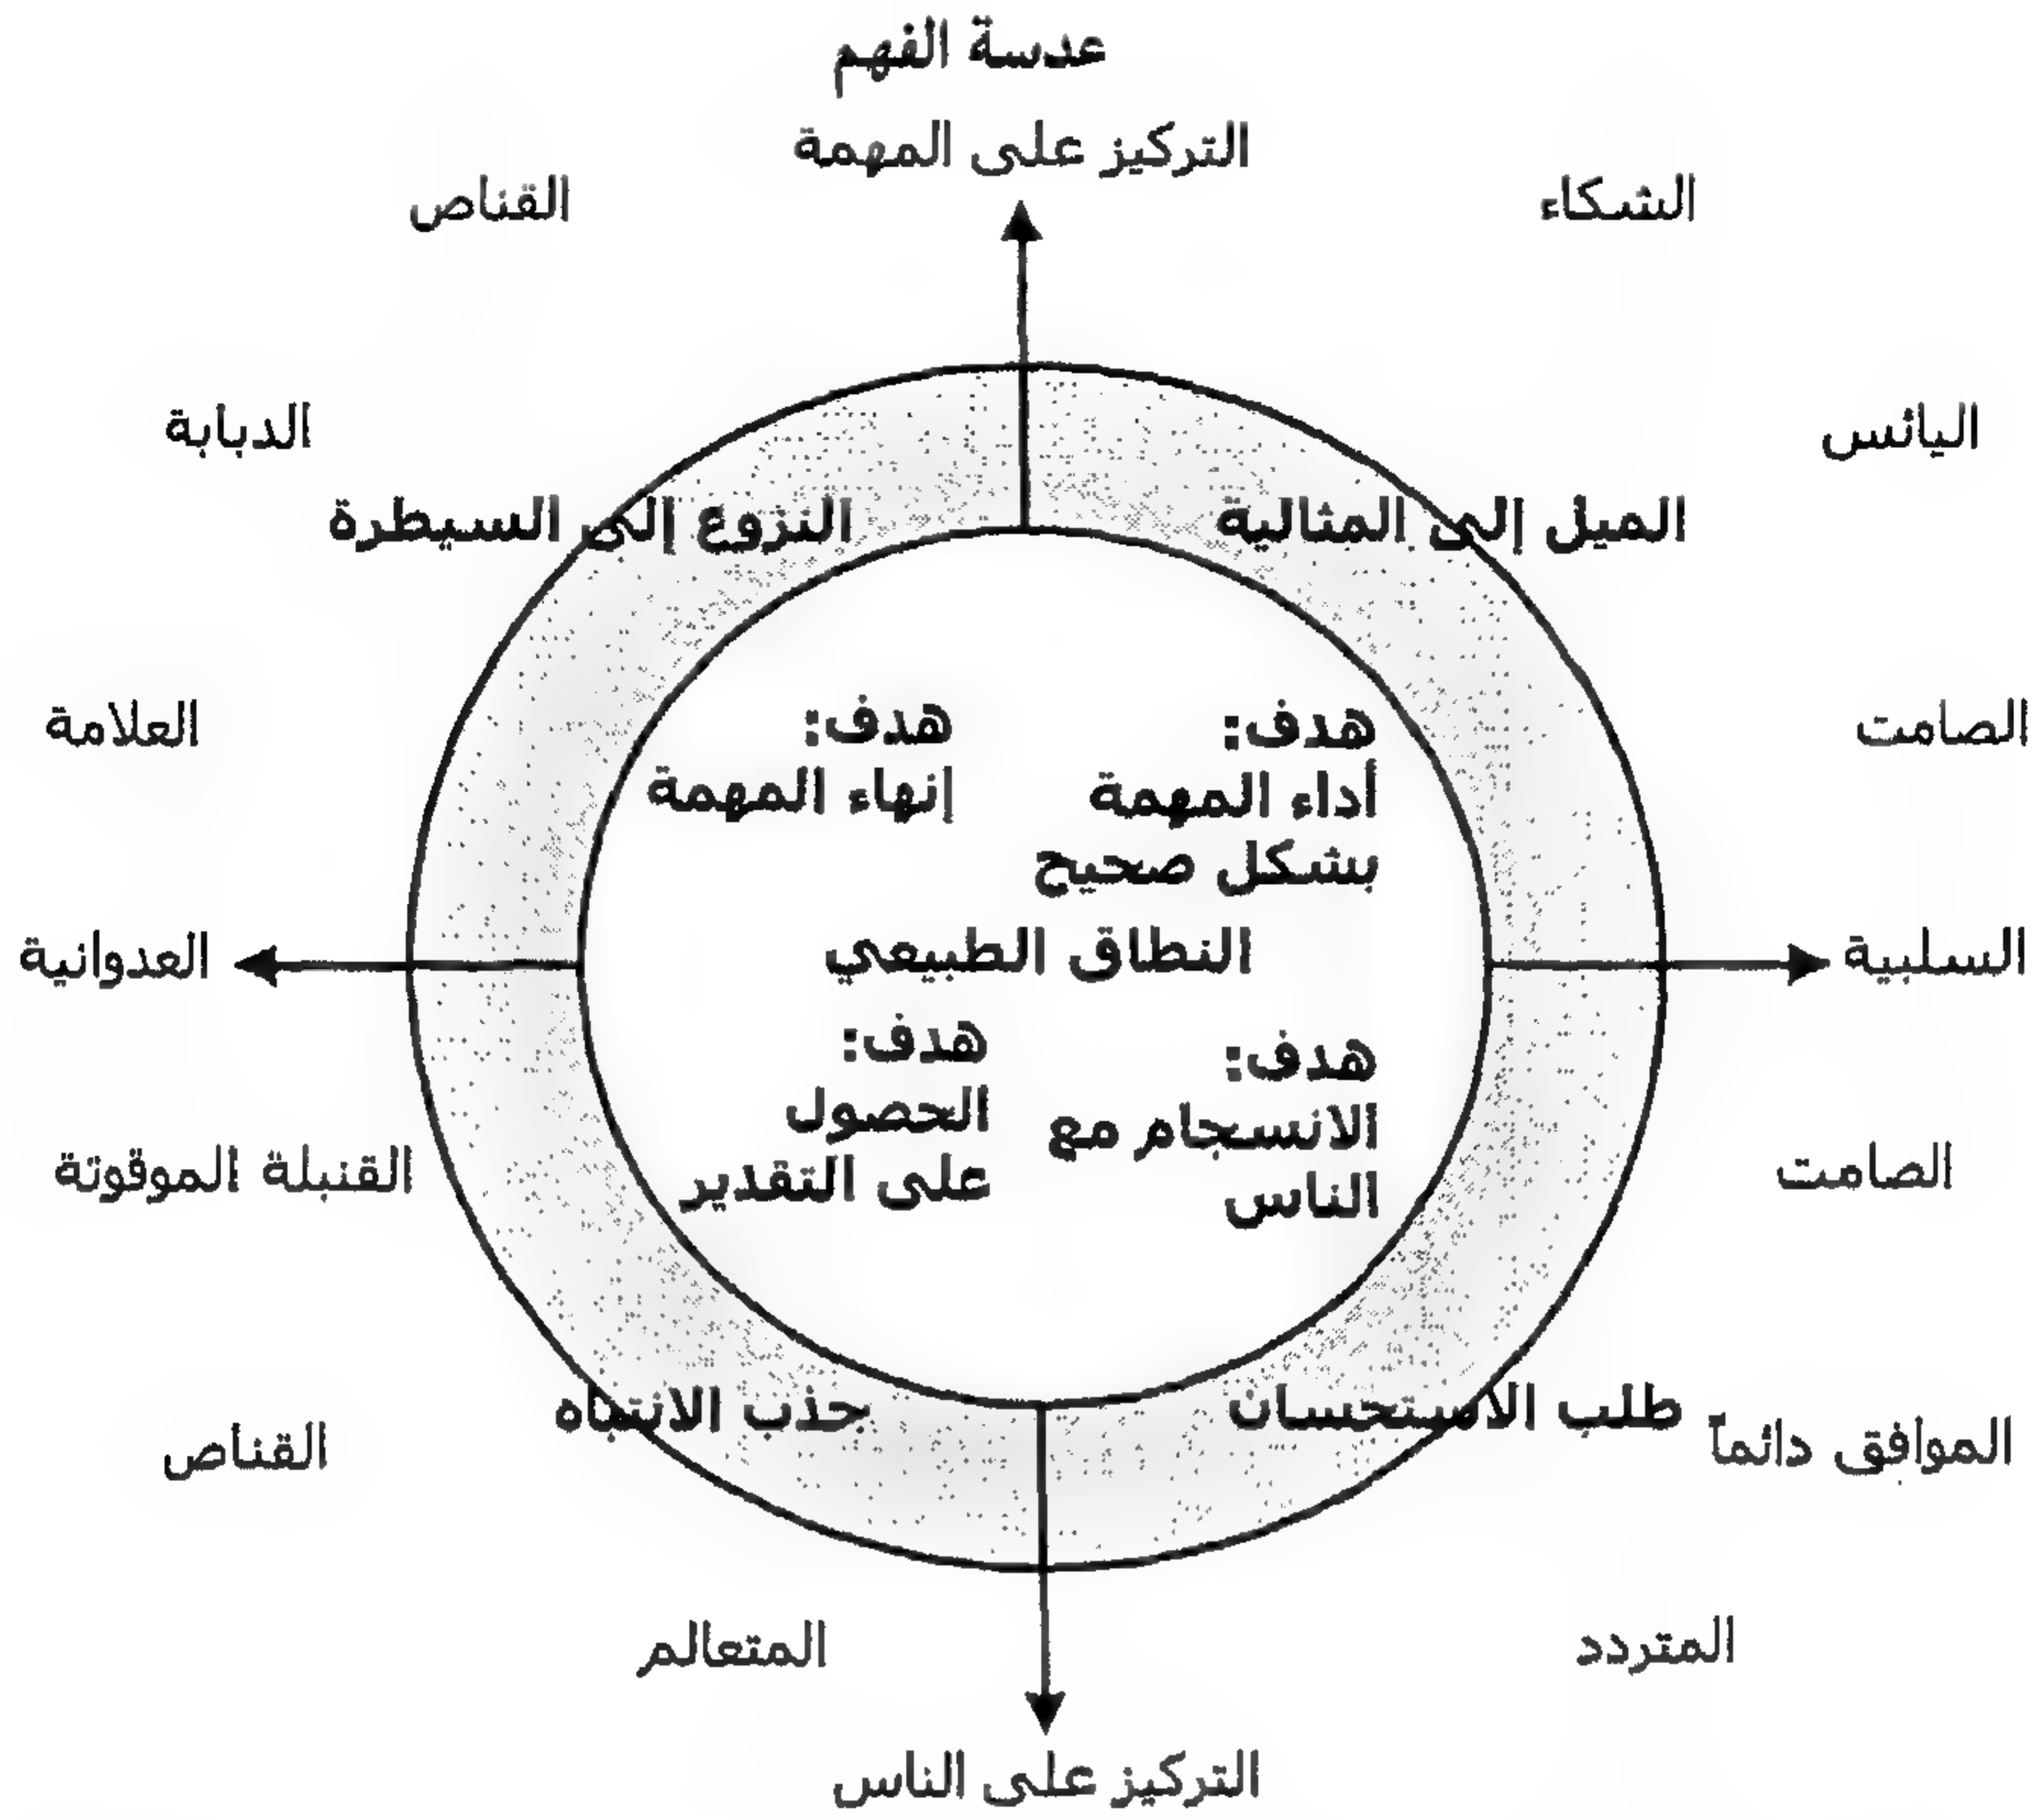 عدسة الفهم
التركيز على المهمة
الشكاء
القناص
اليائس
الدبابة
الميل إلى المثالية
النزوع إلى السيطرة
الصامت
العلامة
هدف:
أداء المهمة
بشكل صحيح
هدف:
إنهاء المهمة
السلبية
النطاق الطبيعي
العدوانية
هدف:
الانسجام مع
الناس
هدف:
الحصول
على التقدير
الصامت
القنبلة الموقوتة
الموافق دائماً
طلب الاستحسان
جذب الانتباه
القناص
المتردد
المتعالم
التركيز على الناس